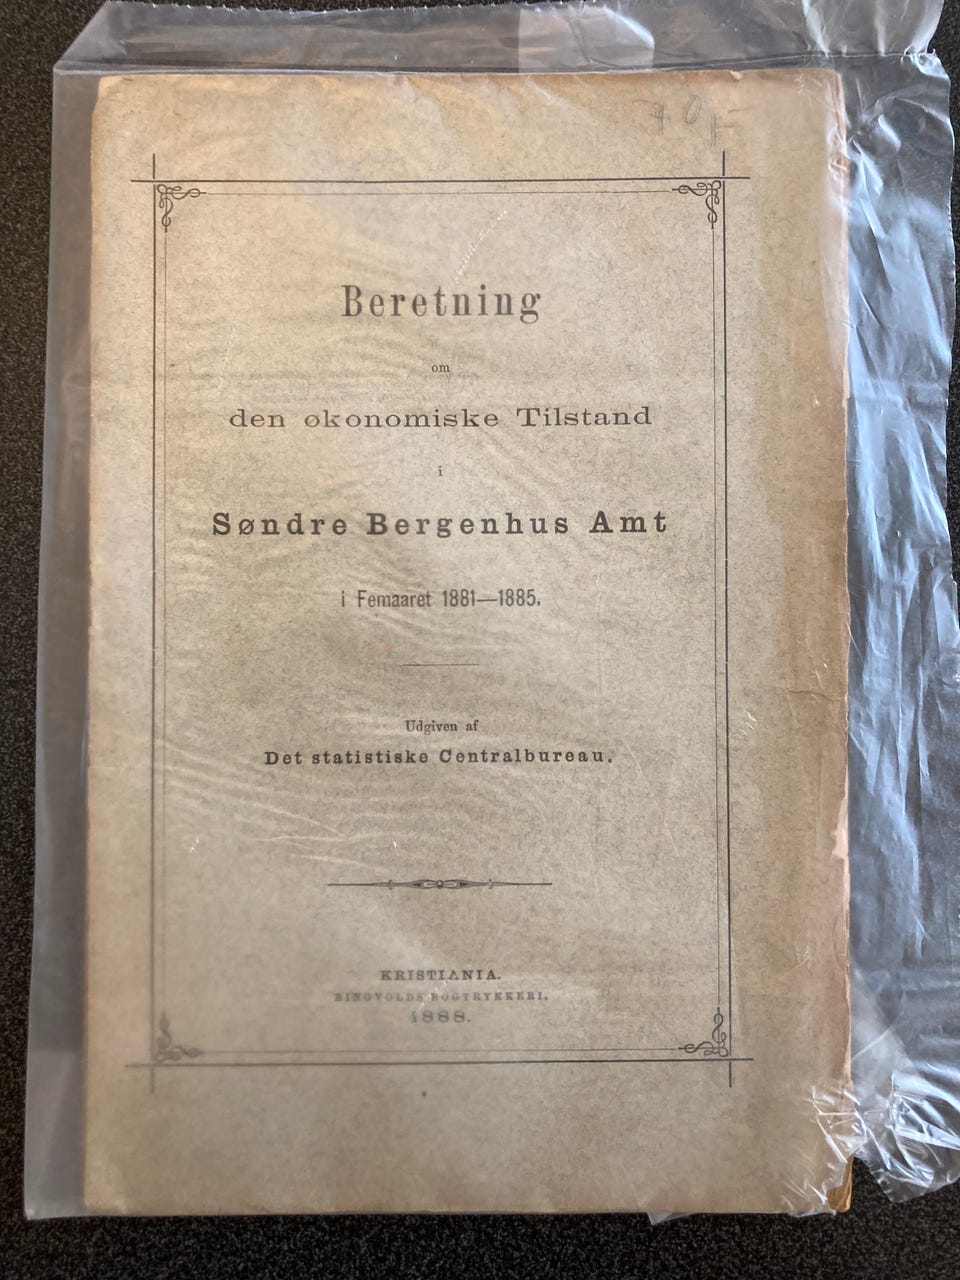 Beretning
om
den økonomiske Tilstand
i
Søndre Bergenhus Amt
i Femaaret 1881—1885.
Udgiven af
Det statistiske Centralbureau.
KRISTIANIA.
RINGVOLDS BOGTRYKKERI.
1888.